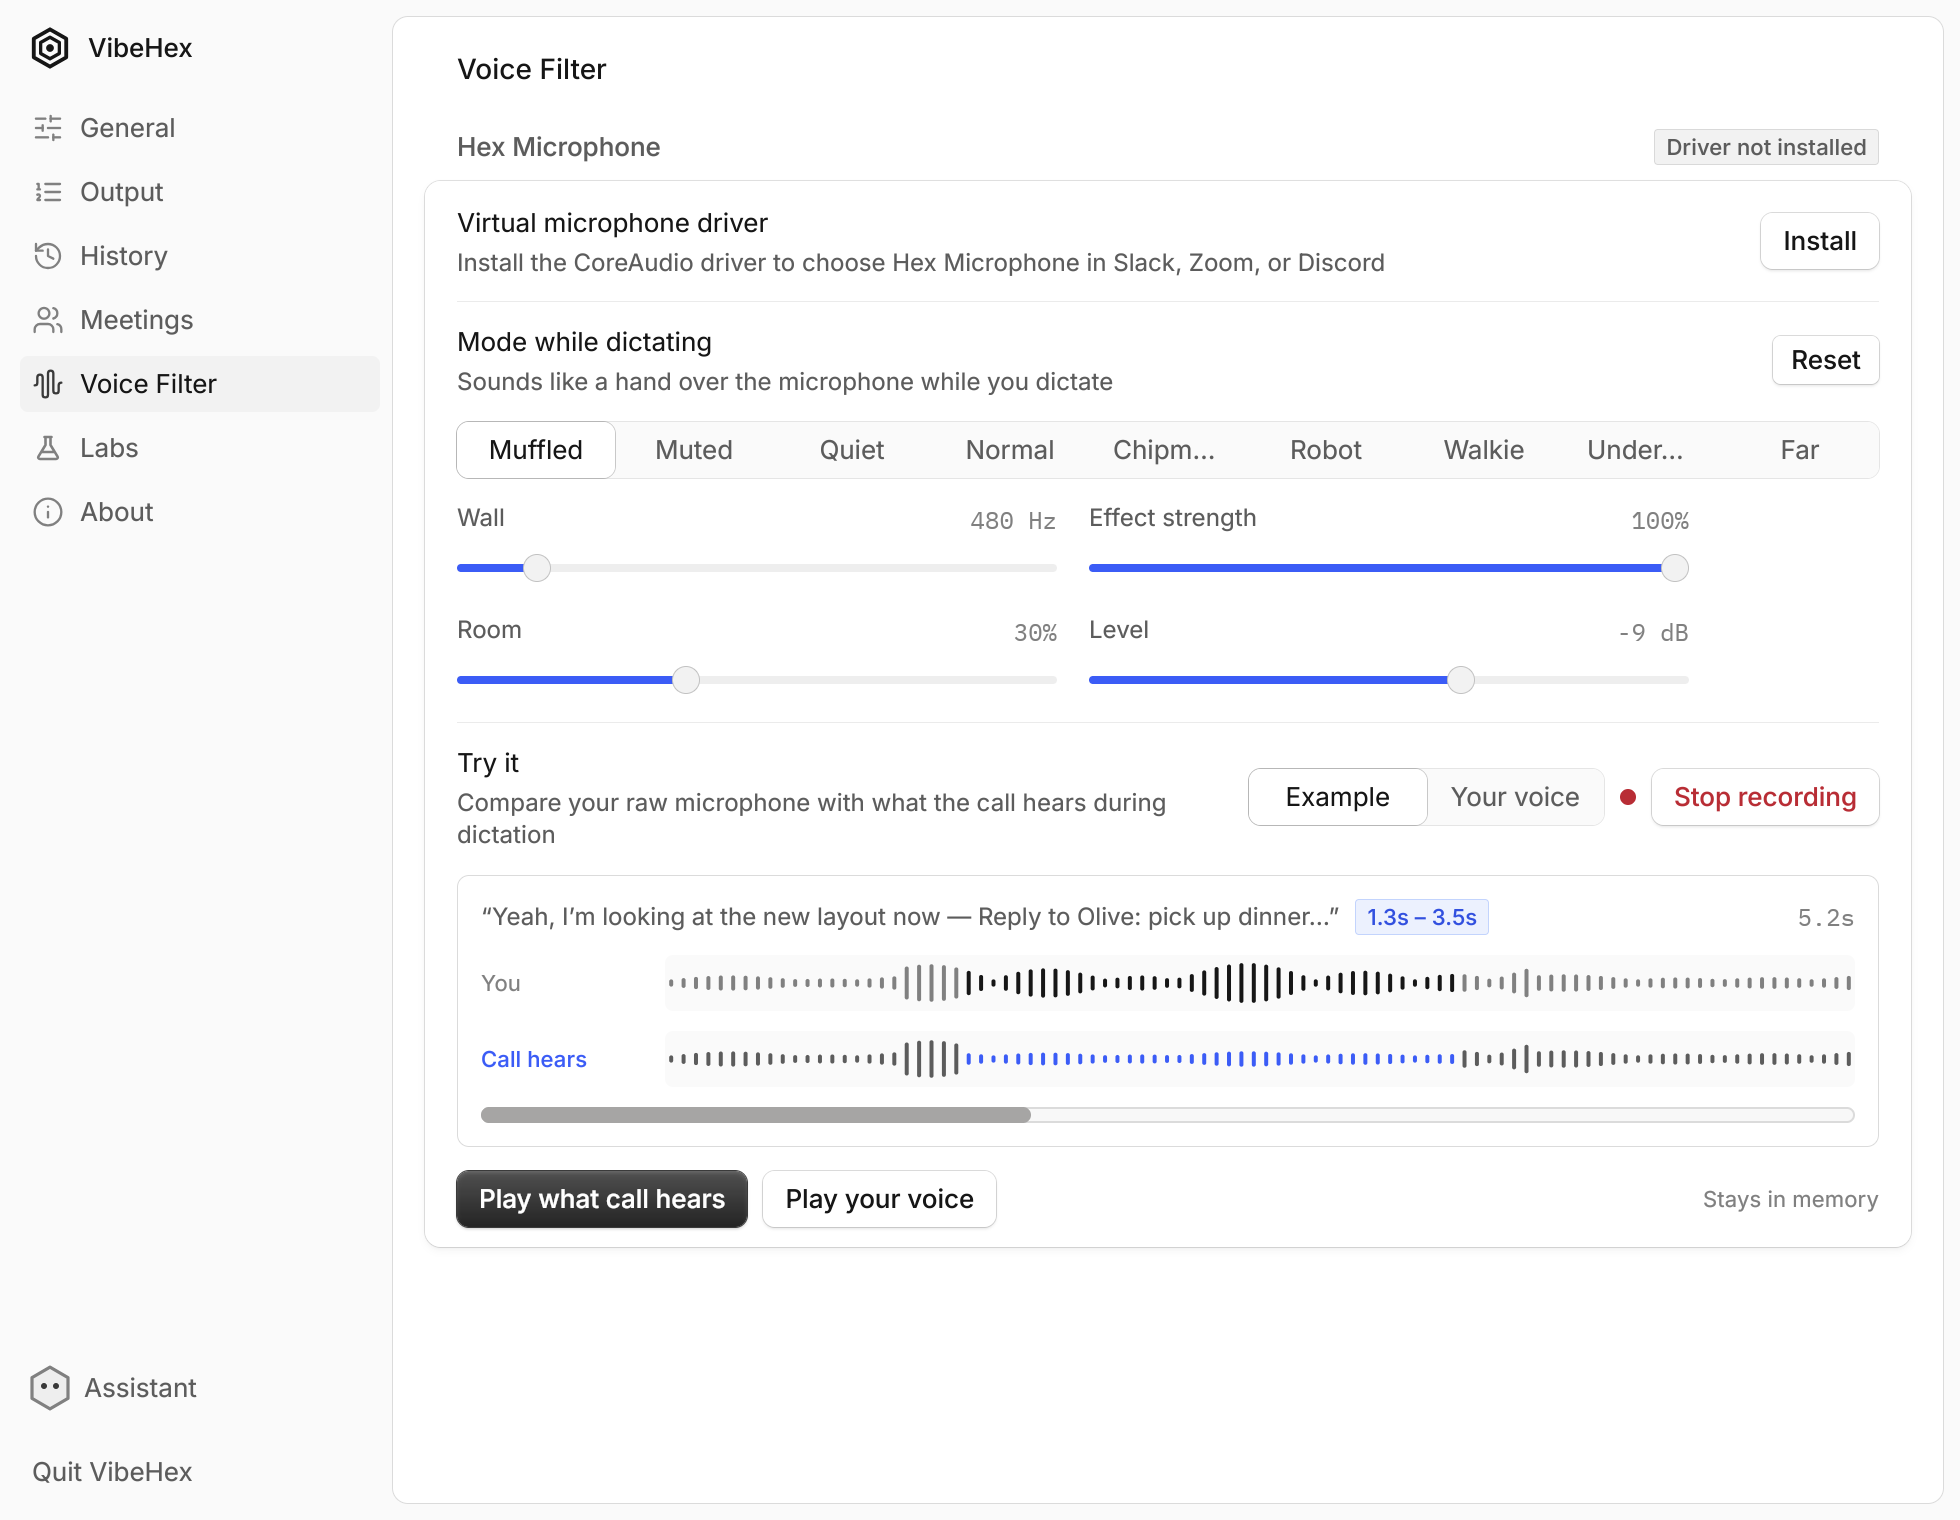 VibeHex
General
Output
History
Meetings
Voice Filter
Labs
About
Assistant
Quit VibeHex
Voice Filter
Hex Microphone
Driver not installed
Virtual microphone driver
Install the CoreAudio driver to choose Hex Microphone in Slack, Zoom, or Discord
Install
Mode while dictating
Sounds like a hand over the microphone while you dictate
Reset
Muffled Muted Quiet Normal Chipm... Robot Walkie Under... Far
Wall 480 Hz
Effect strength 100%
Room 30%
Level -9 dB
Try it
Compare your raw microphone with what the call hears during
dictation
Example Your voice
Stop recording
“Yeah, I’m looking at the new layout now — Reply to Olive: pick up dinner...” 1.3s – 3.5s 5.2s
You
Call hears
Play what call hears
Play your voice
Stays in memory